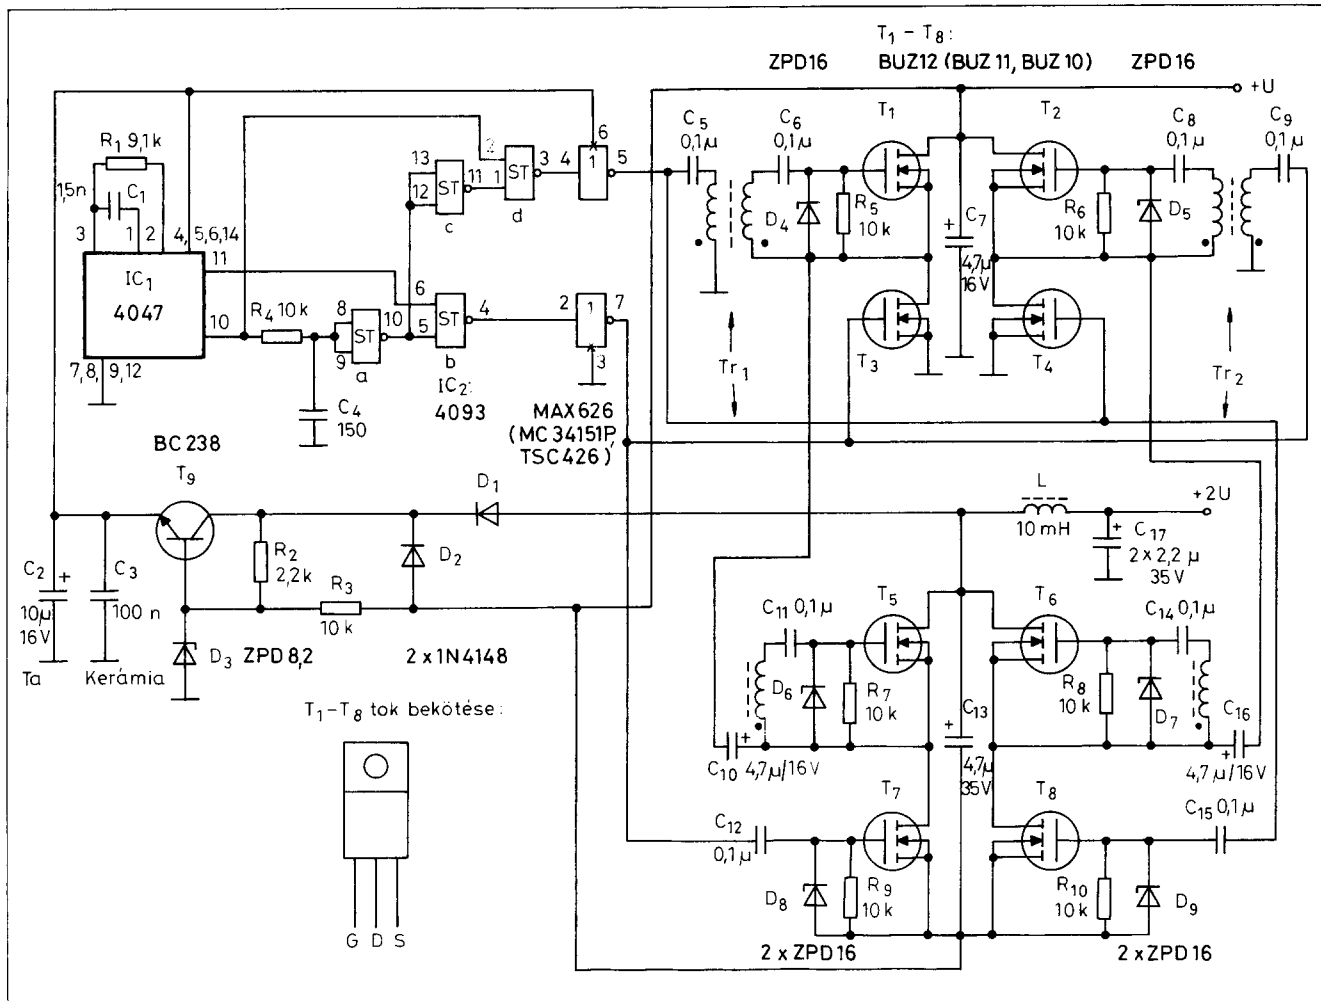 T1 – T8:
ZPD16 BUZ12 (BUZ 11, BUZ 10) ZPD16
+U
R1 9,1k
15n C1
3 1 2 4, 5,6,14
IC1
4047
11
10
7,8, 9,12
R4 10k
C4
150
8
9
ST
10
a
13
12
ST
11
c
2
1
ST
3
d
6
5
ST
4
b
IC2:
4093
4
6
1
5
2
1
7
3
MAX626
(MC 34151P,
TSC426)
C5
0,1µ
C6
0,1µ
T1
T2
C8
0,1µ
C9
0,1µ
D4
R5
10k
C7
+
4,7µ
16V
R6
10k
D5
T3
T4
Tr1
Tr2
BC 238
T9
D1
L
10 mH
+2U
+ C17
2 x 2,2 µ
35V
C2 +
10µ
16V
Ta
C3
100 n
Kerámia
R2
2,2k
R3
10k
D2
D3 ZPD 8,2
2 x 1N4148
C11 0,1µ
T5
T6
C14 0,1µ
D6
R7
10k
C13
+
4,7µ
35V
R8
10k
D7
C16
+
4,7µ/16V
C10 + 4,7µ/16V
T1–T8 tok bekötése:
G D S
C12
0,1µ
T7
T8
C15 0,1µ
D8
R9
10k
R10
10k
D9
2 x ZPD16
2 x ZPD16